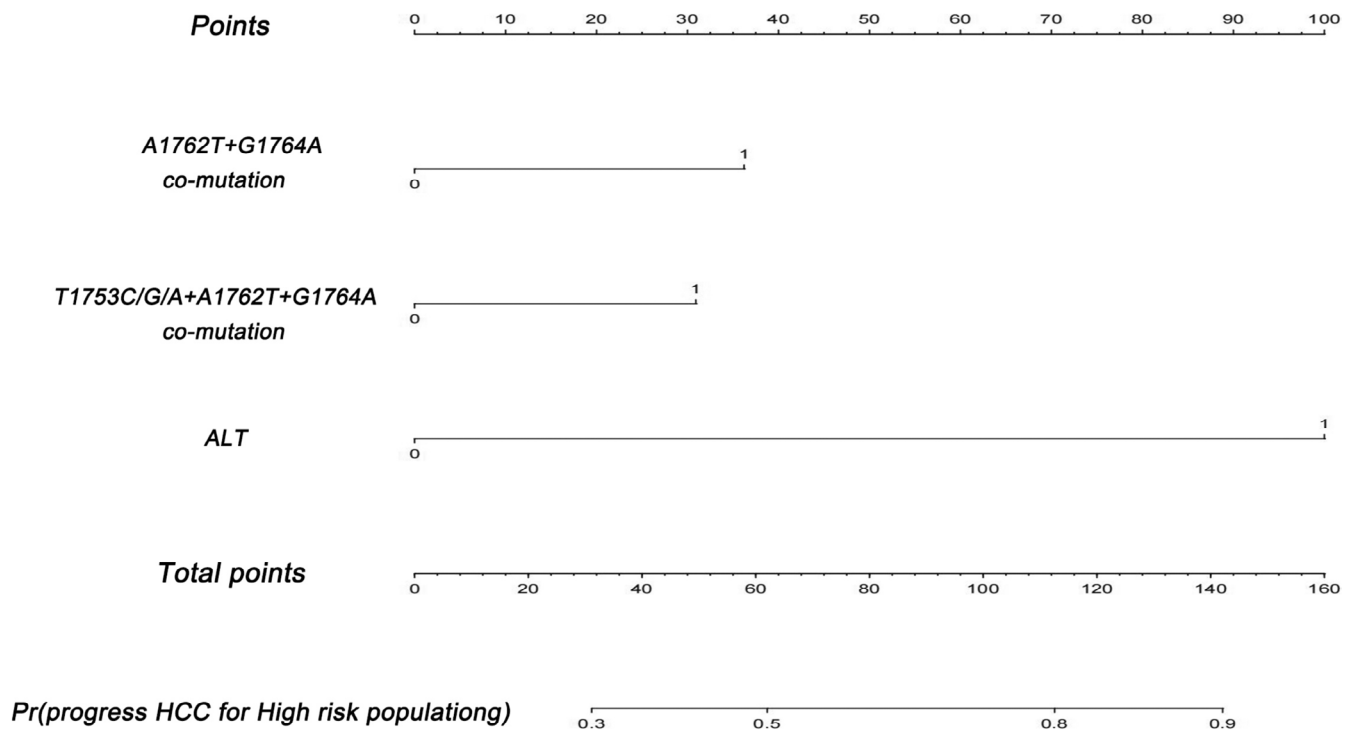 Points
0 10 20 30 40 50 60 70 80 90 100
A1762T+G1764A
co-mutation
1
0
T1753C/G/A+A1762T+G1764A
co-mutation
1
0
ALT
1
0
Total points
0 20 40 60 80 100 120 140 160
Pr(progress HCC for High risk populationg)
0.3 0.5 0.8 0.9